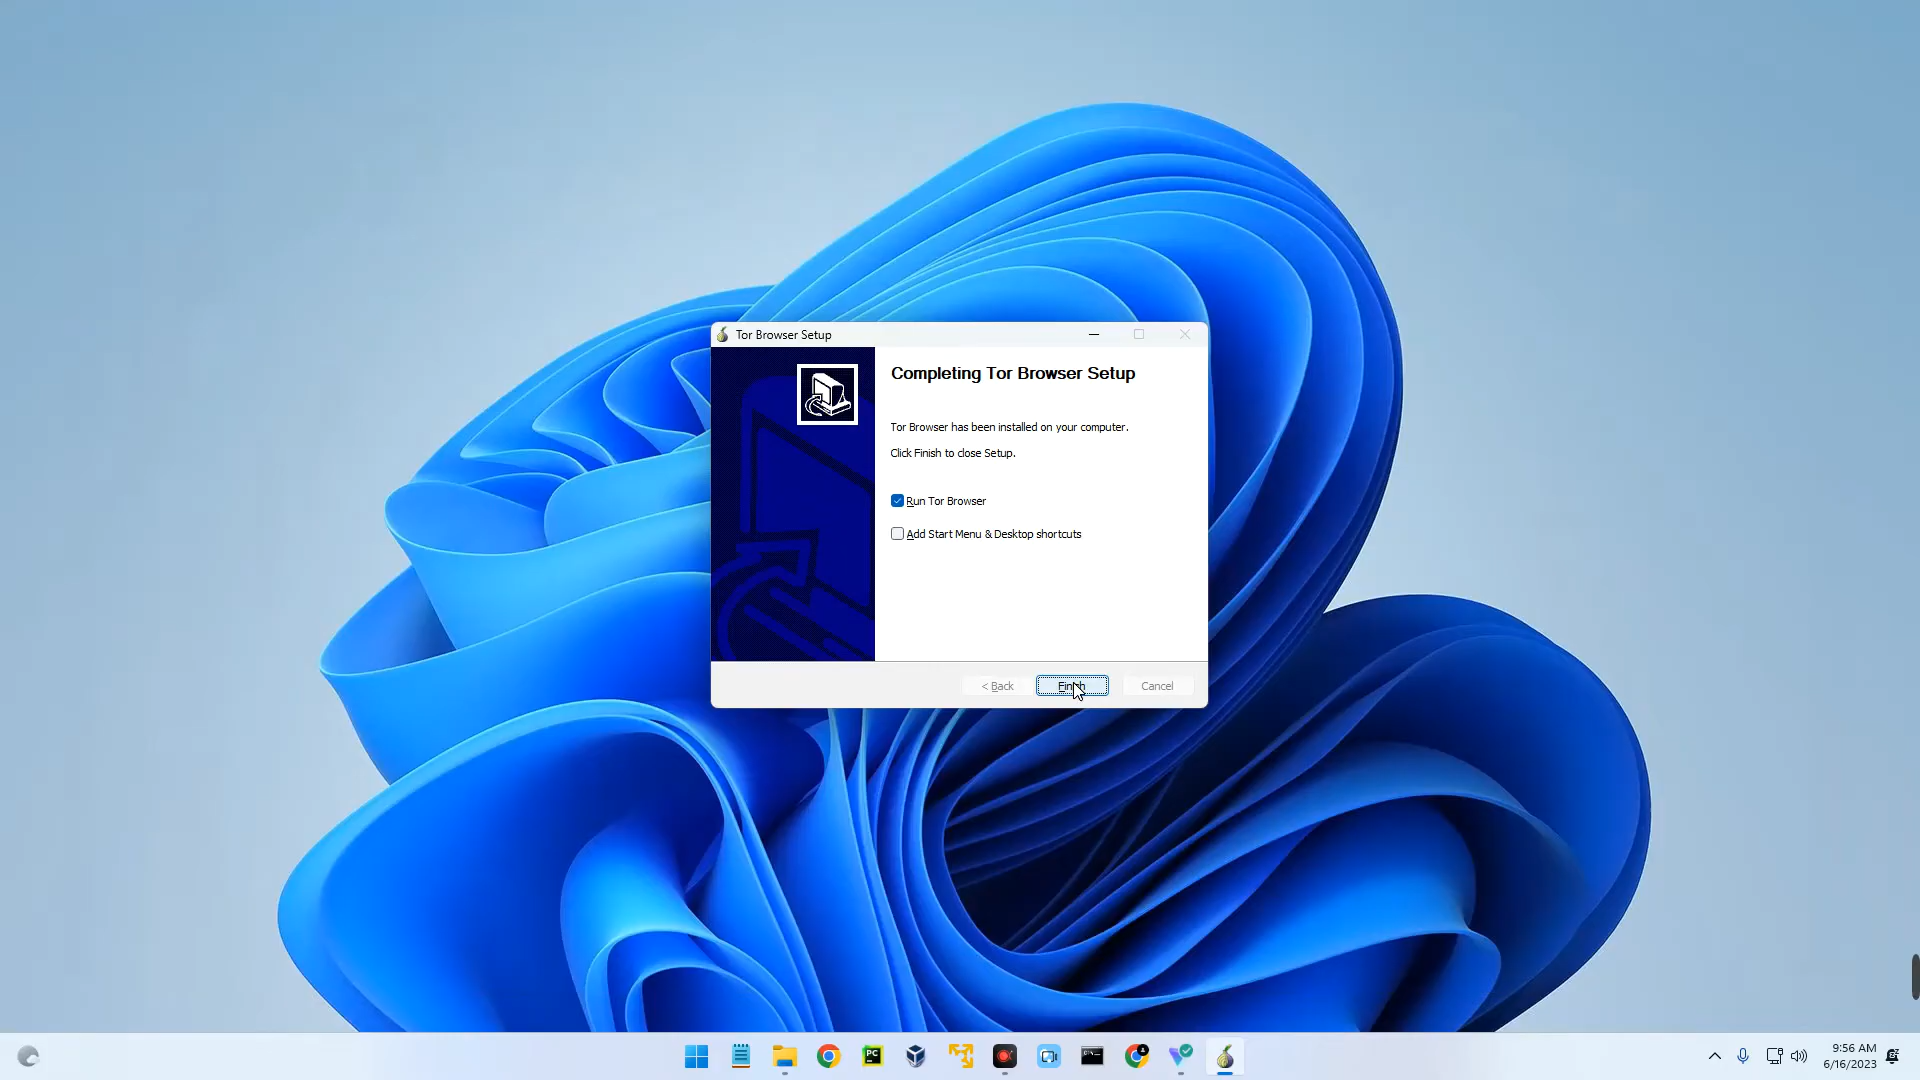 Tor Browser Setup
Completing Tor Browser Setup
Tor Browser has been installed on your computer.
Click Finish to close Setup.
Run Tor Browser
Add Start Menu & Desktop shortcuts
< Back
Finish
Cancel
PC
9:56 AM
6/16/2023